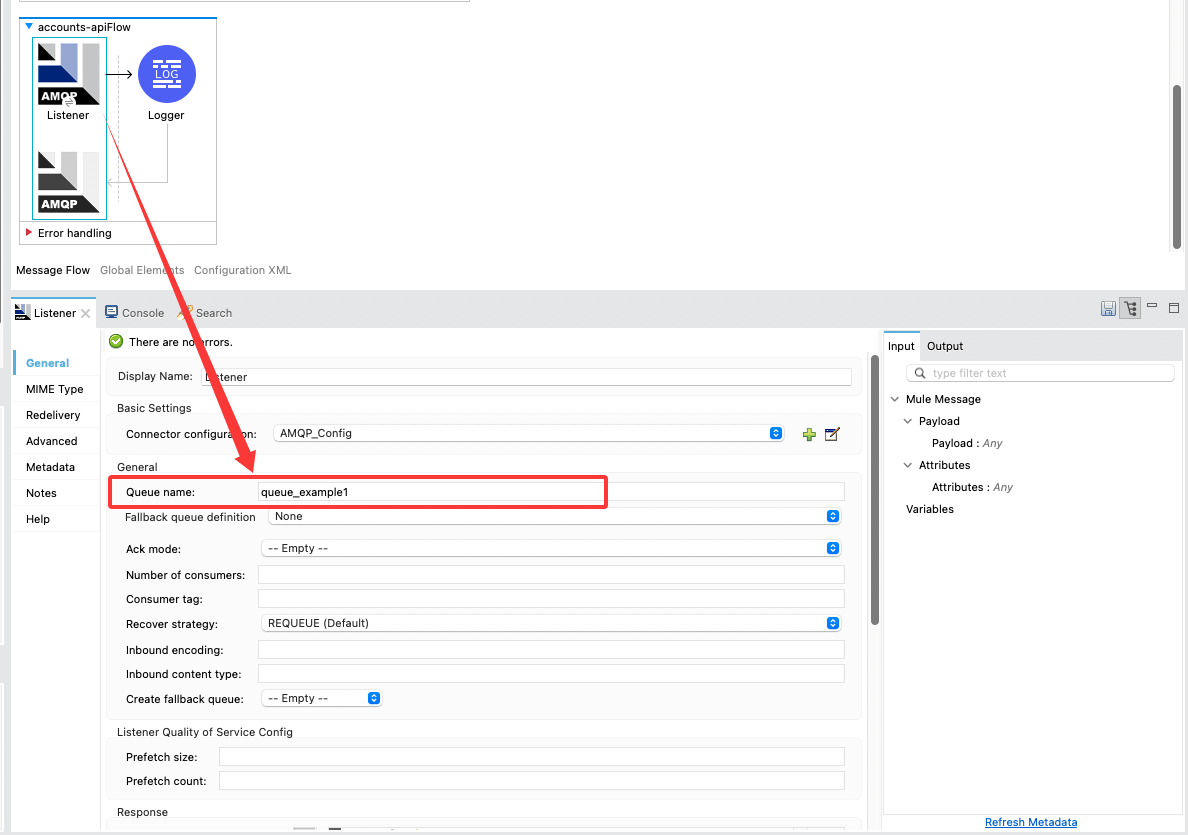 accounts-apiFlow
AMQP
LOG
Listener
Logger
AMQP
Error handling
Message Flow Global Elements Configuration XML
Listener Console Search
There are no errors.
General
MIME Type
Redelivery
Advanced
Metadata
Notes
Help
Display Name: Listener
Basic Settings
Connector configuration: AMQP_Config
General
Queue name: queue_example1
Fallback queue definition None
Ack mode: -- Empty --
Number of consumers:
Consumer tag:
Recover strategy: REQUEUE (Default)
Inbound encoding:
Inbound content type:
Create fallback queue: -- Empty --
Listener Quality of Service Config
Prefetch size:
Prefetch count:
Response
Input Output
type filter text
Mule Message
Payload
Payload : Any
Attributes
Attributes : Any
Variables
Refresh Metadata